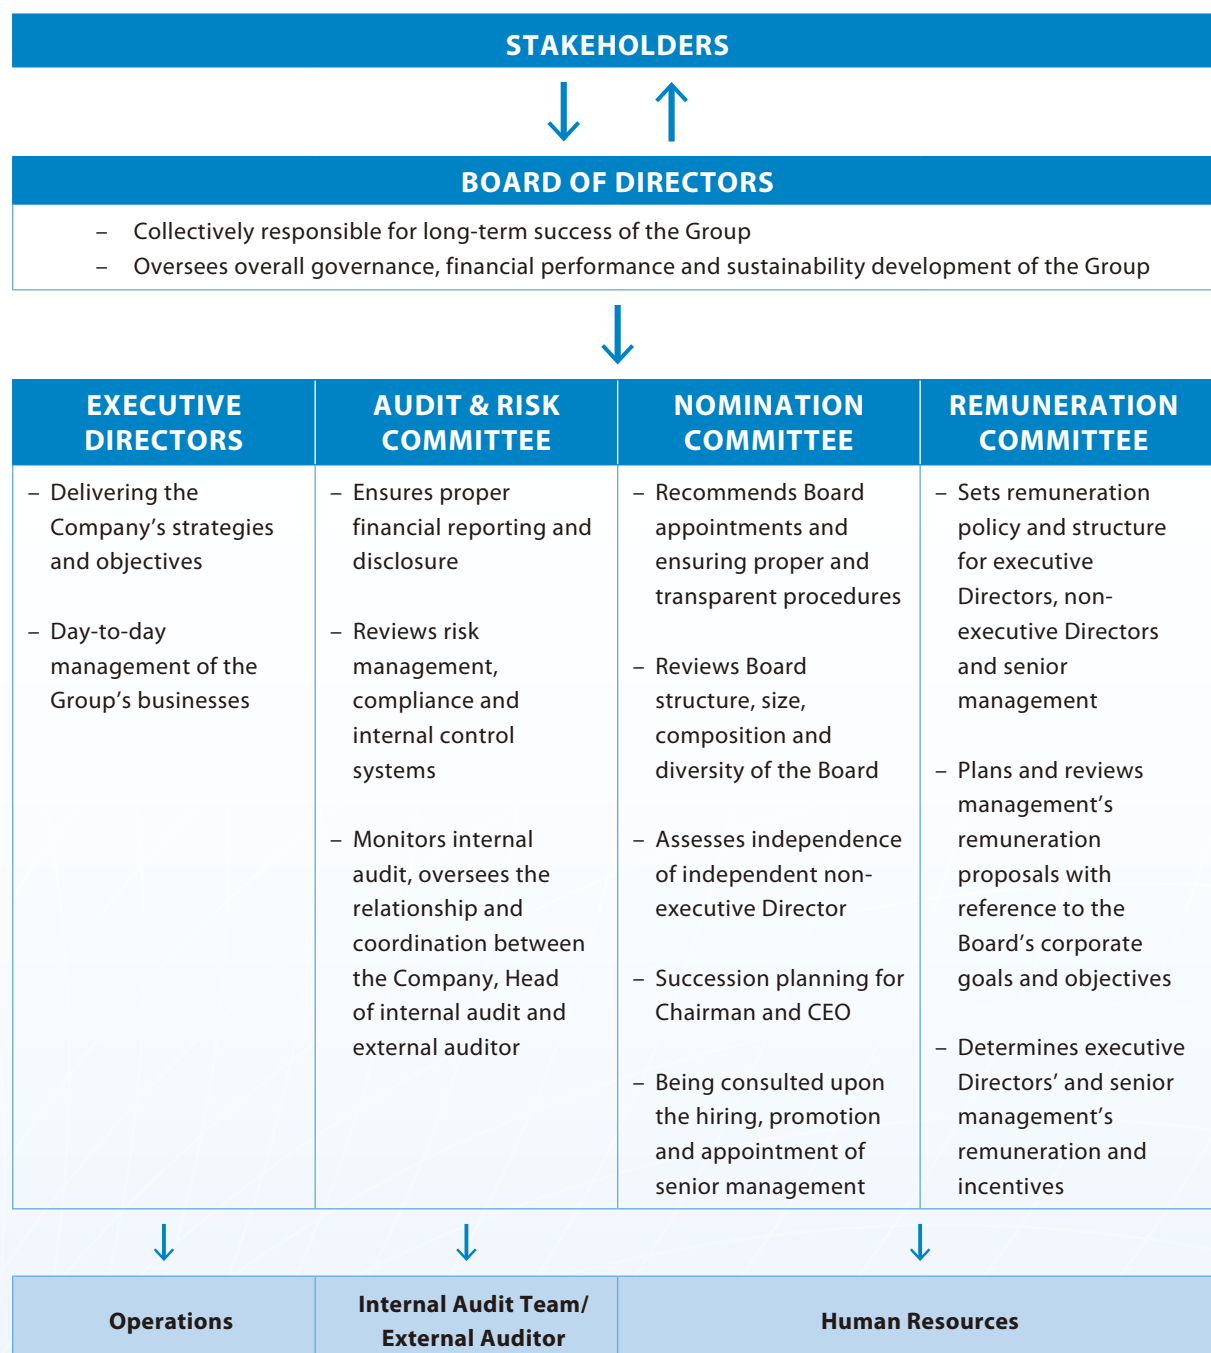 STAKEHOLDERS
BOARD OF DIRECTORS
– Collectively responsible for long-term success of the Group
– Oversees overall governance, financial performance and sustainability development of the Group
EXECUTIVE
DIRECTORS
– Delivering the
Company’s strategies
and objectives
– Day-to-day
management of the
Group’s businesses
AUDIT & RISK
COMMITTEE
– Ensures proper
financial reporting and
disclosure
– Reviews risk
management,
compliance and
internal control
systems
– Monitors internal
audit, oversees the
relationship and
coordination between
the Company, Head
of internal audit and
external auditor
NOMINATION
COMMITTEE
– Recommends Board
appointments and
ensuring proper and
transparent procedures
– Reviews Board
structure, size,
composition and
diversity of the Board
– Assesses independence
of independent non-
executive Director
– Succession planning for
Chairman and CEO
– Being consulted upon
the hiring, promotion
and appointment of
senior management
REMUNERATION
COMMITTEE
– Sets remuneration
policy and structure
for executive
Directors, non-
executive Directors
and senior
management
– Plans and reviews
management’s
remuneration
proposals with
reference to the
Board’s corporate
goals and objectives
– Determines executive
Directors’ and senior
management’s
remuneration and
incentives
Operations
Internal Audit Team/
External Auditor
Human Resources